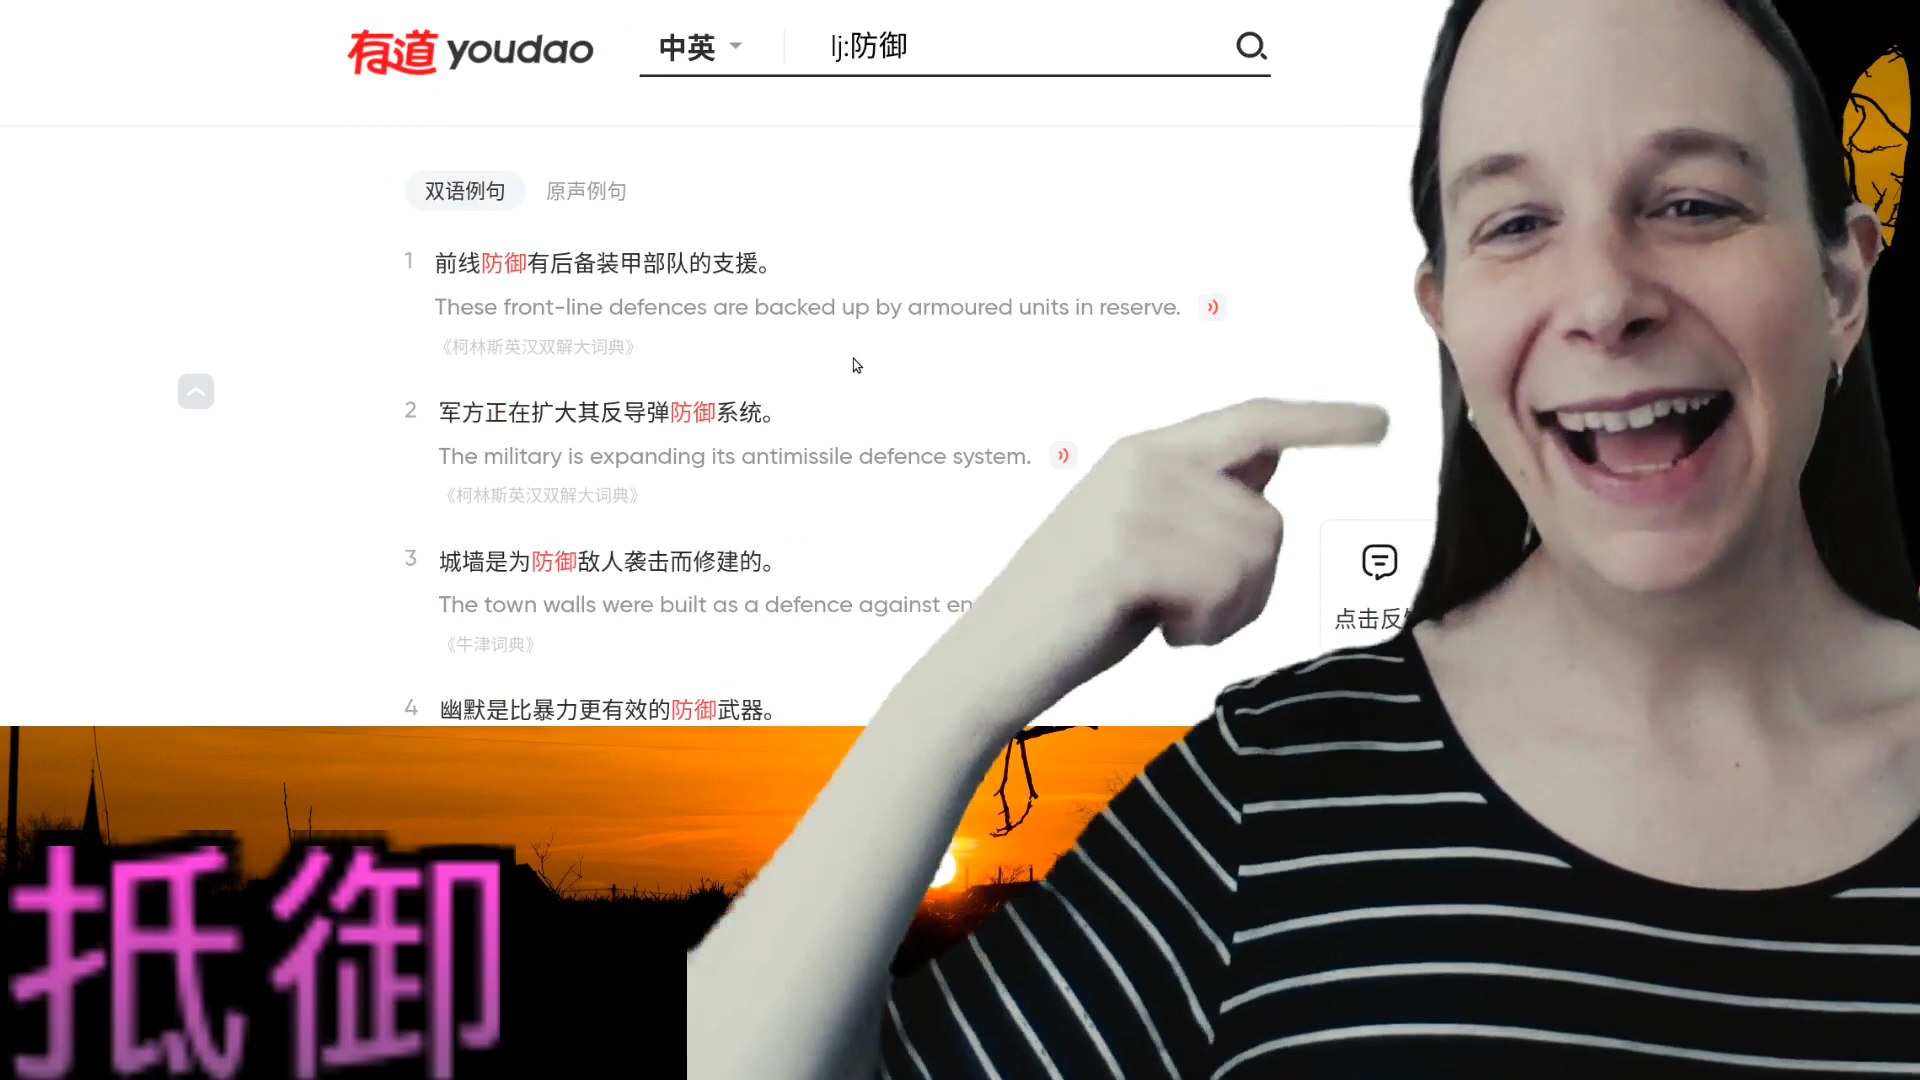 有道 youdao 中英 lj:防御
双语例句 原声例句
1 前线防御有后备装甲部队的支援。
These front-line defences are backed up by armoured units in reserve.
《柯林斯英汉双解大词典》
2 军方正在扩大其反导弹防御系统。
The military is expanding its antimissile defence system.
《柯林斯英汉双解大词典》
3 城墙是为防御敌人袭击而修建的。
The town walls were built as a defence against
《牛津词典》
点击反
4 幽默是比暴力更有效的防御武器。
抵御